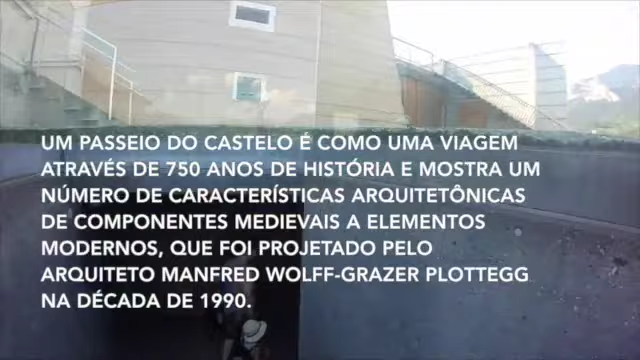 UM PASSEIO DO CASTELO É COMO UMA VIAGEM
ATRAVÉS DE 750 ANOS DE HISTÓRIA E MOSTRA UM
NÚMERO DE CARACTERÍSTICAS ARQUITETÔNICAS
DE COMPONENTES MEDIEVAIS A ELEMENTOS
MODERNOS, QUE FOI PROJETADO PELO
ARQUITETO MANFRED WOLFF-GRAZER PLOTTEGG
NA DÉCADA DE 1990.